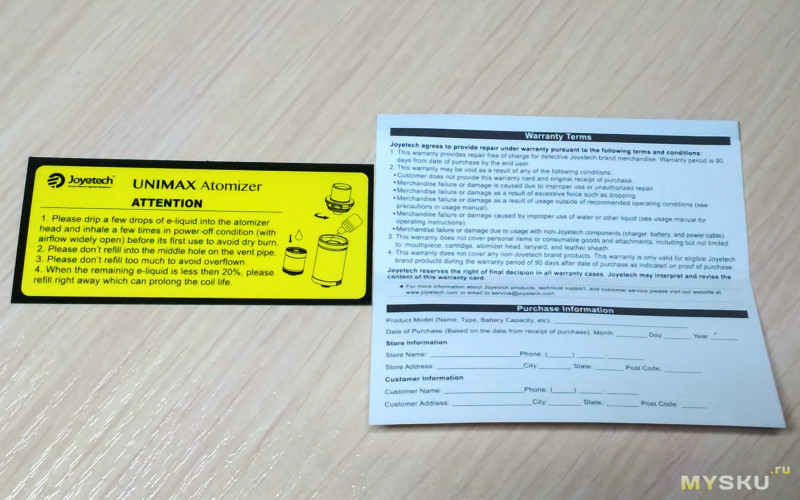 Joyetech
UNIMAX Atomizer
ATTENTION
1. Please drip a few drops of e-liquid into the atomizer
head and inhale a few times in power-off condition (with
airflow widely open) before its first use to avoid dry burn.
2. Please don't refill into the middle hole on the vent pipe.
3. Please don't refill too much to avoid overflown.
4. When the remaining e-liquid is less then 20%, please
refill right away which can prolong the coil life.
Warranty Terms
Joyetech agrees to provide repair under warranty pursuant to the following terms and conditions:
1. This warranty provides repair free of charge for defective Joyetech brand merchandise. Warranty period is 90
days from date of purchase by the end user.
2. This warranty may be void as a result of any of the following conditions:
•Customer does not provide this warranty card and original receipt of purchase.
•Merchandise failure or damage is caused due to improper use or unauthorized repair.
•Merchandise failure or damage as a result of excessive force such as dropping.
•Merchandise failure or damage as a result of usage outside of recommended operating conditions (see
precautions in usage manual).
•Merchandise failure or damage caused by improper use of water or other liquid (see usage manual for
operating instructions).
•Merchandise failure or damage due to usage with non-Joyetech components (charger, battery, and power cable).
3. This warranty does not cover personal items or consumable goods and attachments, including but not limited
to mouthpiece, cartridge, atomizer head, lanyard, and leather sheath.
4. This warranty does not cover any non-Joyetech brand products. This warranty is only valid for eligible Joyetech
brand products during the warranty period of 90 days after date of purchase as indicated on proof of purchase.
Joyetech reserves the right of final decision in all warranty cases. Joyetech may interpret and revise the
content of this warranty card.
● For more information about Joyetech products, technical support, and customer service please visit our website at
www.joyetech.com or email to service@joyetech.com
Purchase Information
Product Model (Name, Type, Battery Capacity, etc):
Date of Purchase (Based on the date from receipt of purchase): Month Day Year
Store Information
Store Name: Phone: ( )
Store Address: City: State: Post Code:
Customer Information
Customer Name: Phone: ( )
Customer Address: City: State: Post Code:
MYSKU.ru